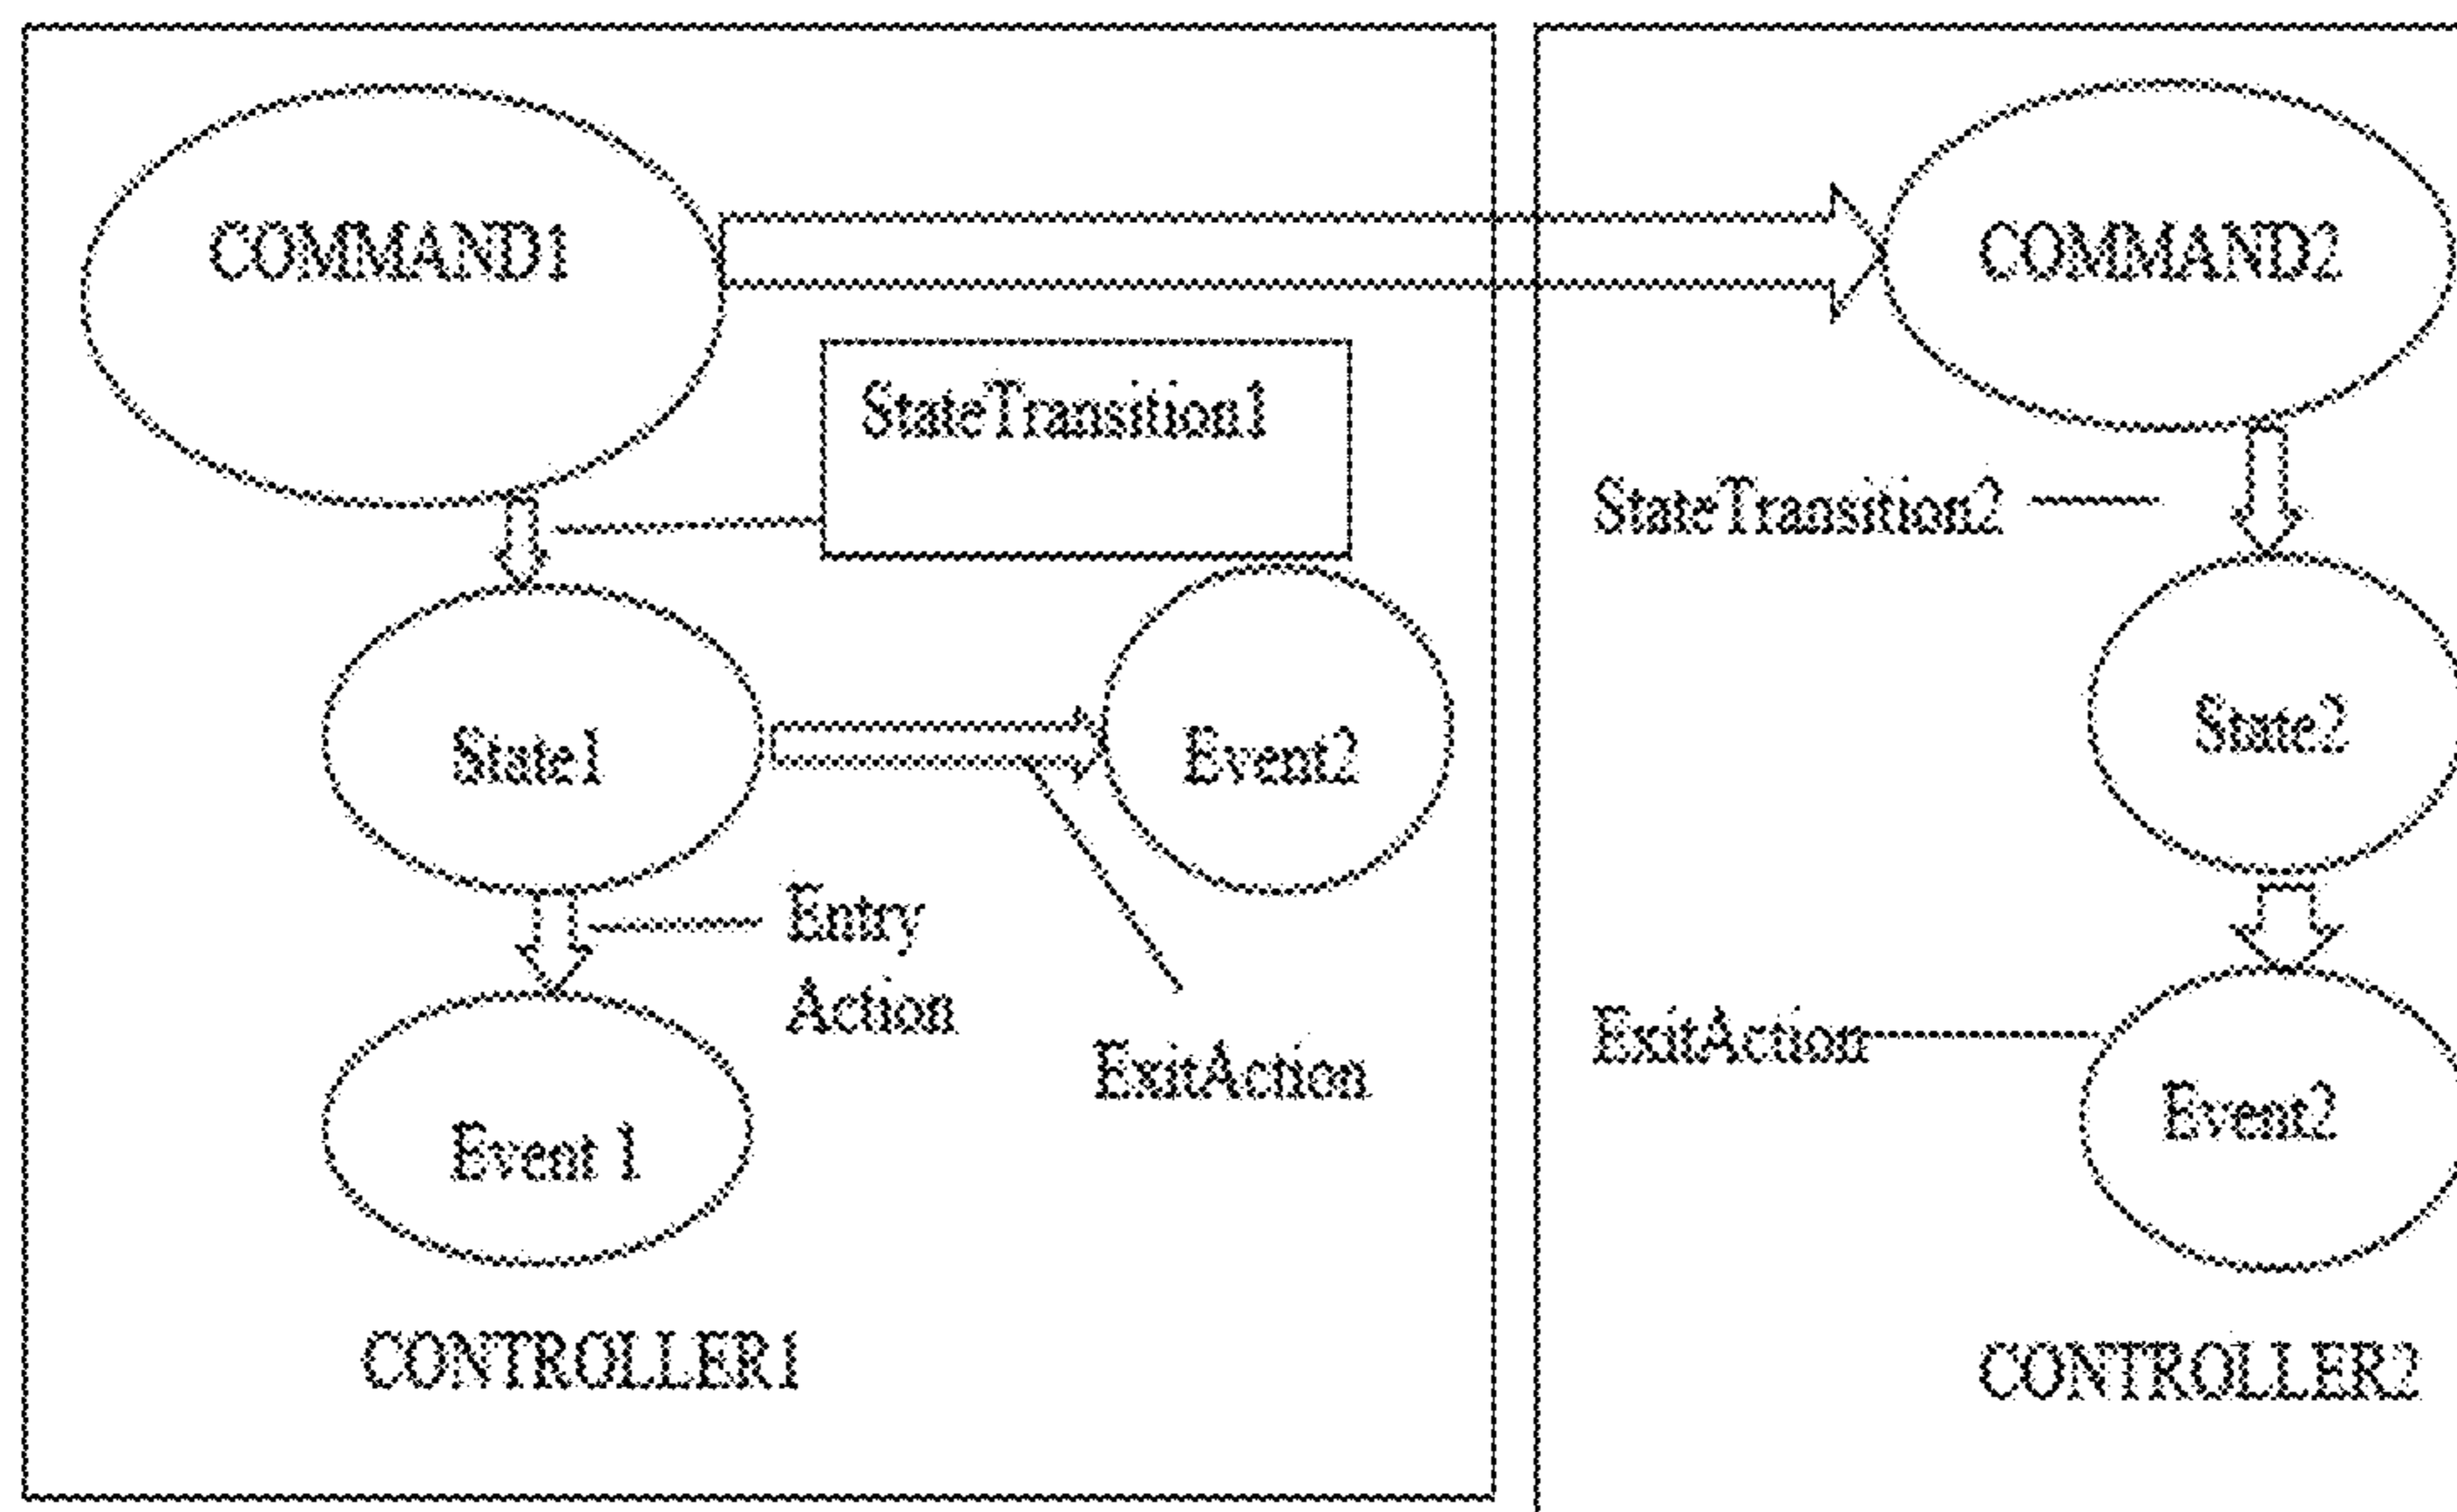 COMMAND1
StateTransition1
State1
Event2
Entry
Action
ExitAction
Event 1
CONTROLLER1
COMMAND2
StateTransition2
State2
ExitAction
Event2
CONTROLLER2